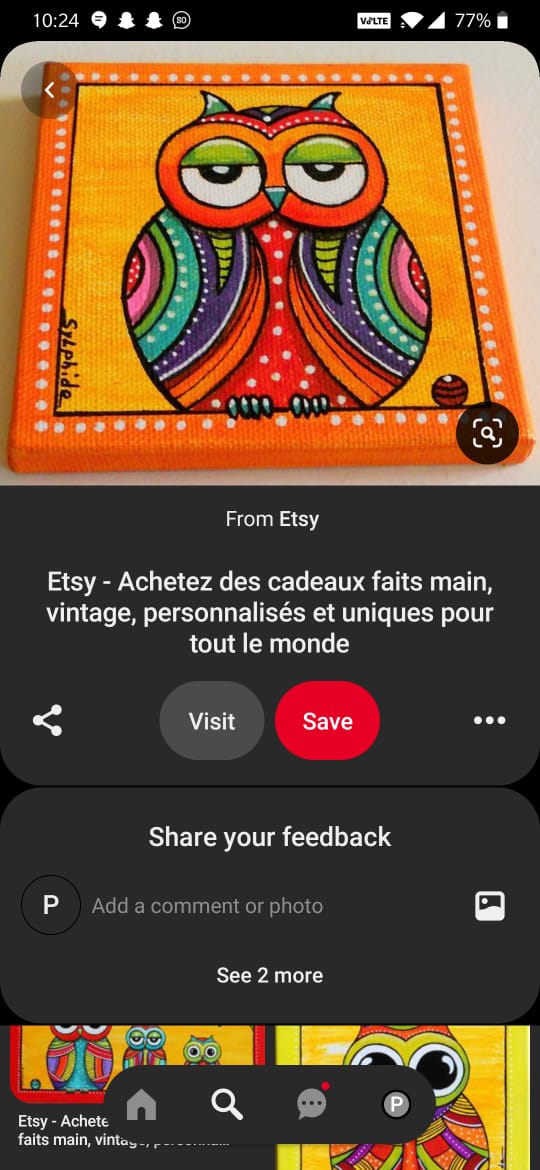 10:24
SO
VoLTE
77%
Sylphide
From Etsy
Etsy - Achetez des cadeaux faits main,
vintage, personnalisés et uniques pour
tout le monde
Visit
Save
Share your feedback
P
Add a comment or photo
See 2 more
Etsy - Achete
faits main, vintage, personna...
P